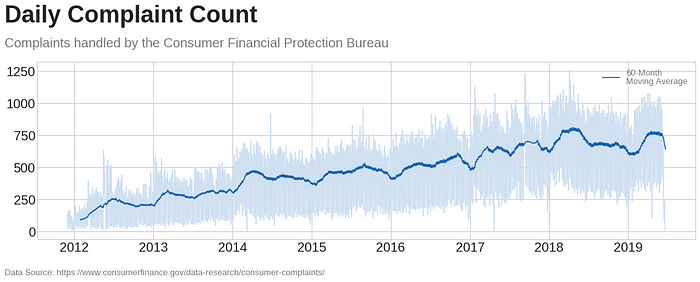 Daily Complaint Count
Complaints handled by the Consumer Financial Protection Bureau
60-Month
Moving Average
1250
1000
750
500
250
0
2012 2013 2014 2015 2016 2017 2018 2019
Data Source: https://www.consumerfinance.gov/data-research/consumer-complaints/